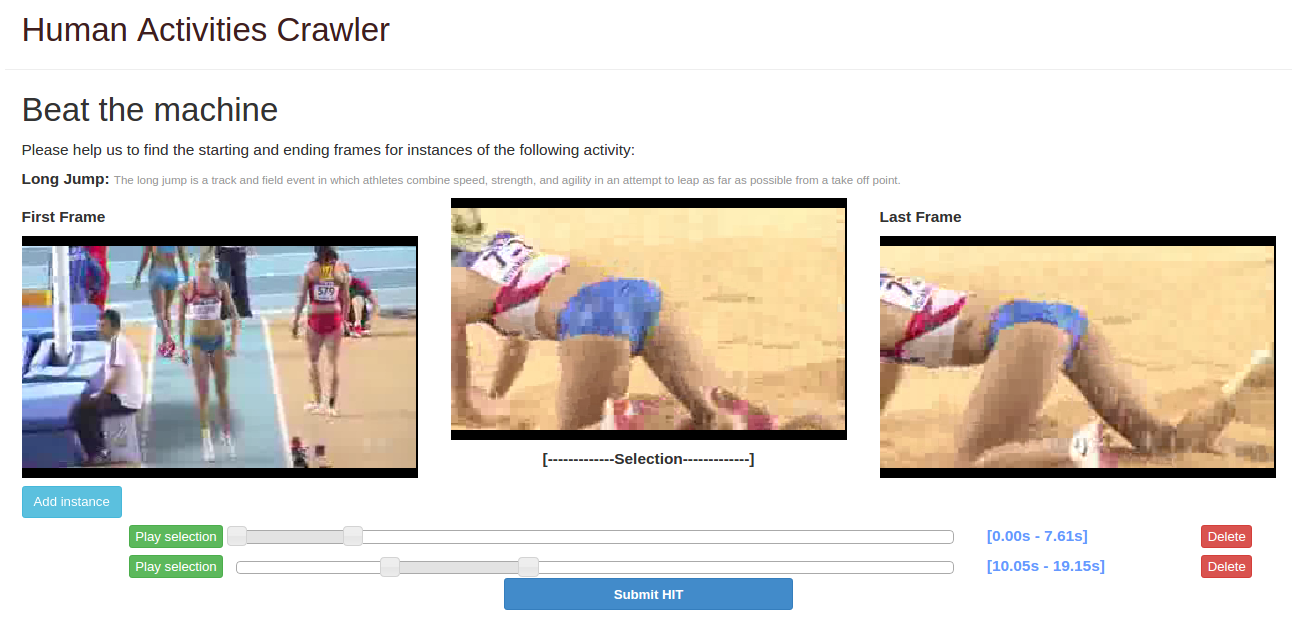 Human Activities Crawler
Beat the machine
Please help us to find the starting and ending frames for instances of the following activity:
Long Jump: The long jump is a track and field event in which athletes combine speed, strength, and agility in an attempt to leap as far as possible from a take off point.
First Frame
Last Frame
579
[-------------Selection-------------]
Add instance
Play selection [0.00s - 7.61s] Delete
Play selection [10.05s - 19.15s] Delete
Submit HIT